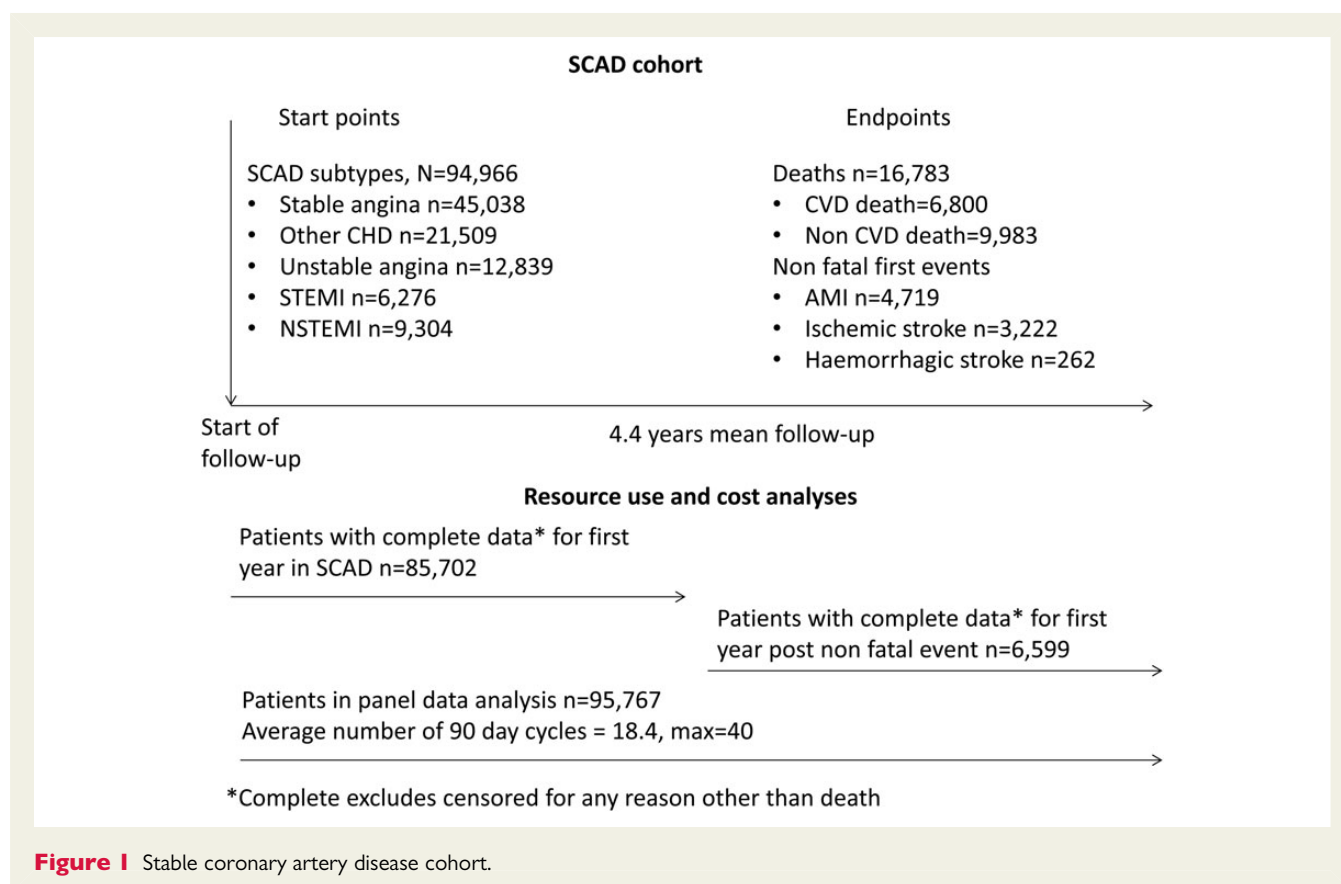 SCAD cohort
Start points
SCAD subtypes, N=94,966
• Stable angina n=45,038
• Other CHD n=21,509
• Unstable angina n=12,839
• STEMI n=6,276
• NSTEMI n=9,304
Endpoints
Deaths n=16,783
• CVD death=6,800
• Non CVD death=9,983
Non fatal first events
• AMI n=4,719
• Ischemic stroke n=3,222
• Haemorrhagic stroke n=262
Start of
follow-up
4.4 years mean follow-up
Resource use and cost analyses
Patients with complete data* for first
year in SCAD n=85,702
Patients with complete data* for first
year post non fatal event n=6,599
Patients in panel data analysis n=95,767
Average number of 90 day cycles = 18.4, max=40
*Complete excludes censored for any reason other than death
Figure 1 Stable coronary artery disease cohort.